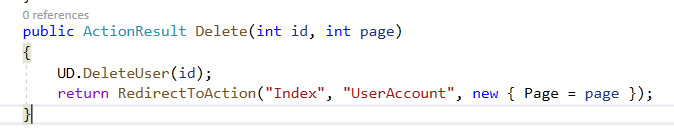 0 references
public ActionResult Delete(int id, int page)
{
UD.DeleteUser(id);
return RedirectToAction("Index", "UserAccount", new { Page = page });
}